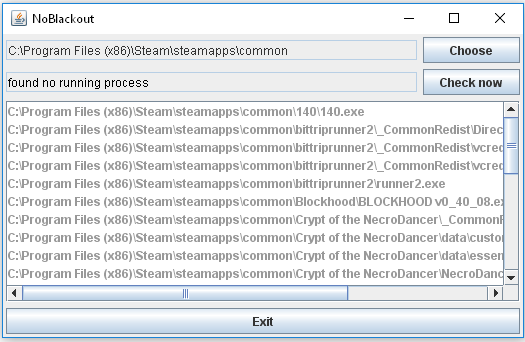 NoBlackout
C:\Program Files (x86)\Steam\steamapps\common
Choose
found no running process
Check now
C:\Program Files (x86)\Steam\steamapps\common\140\140.exe
C:\Program Files (x86)\Steam\steamapps\common\bittriprunner2\_CommonRedist\Direc
C:\Program Files (x86)\Steam\steamapps\common\bittriprunner2\_CommonRedist\vcred
C:\Program Files (x86)\Steam\steamapps\common\bittriprunner2\_CommonRedist\vcred
C:\Program Files (x86)\Steam\steamapps\common\bittriprunner2\runner2.exe
C:\Program Files (x86)\Steam\steamapps\common\Blockhood\BLOCKHOOD v0_40_08.ex
C:\Program Files (x86)\Steam\steamapps\common\Crypt of the NecroDancer\_CommonF
C:\Program Files (x86)\Steam\steamapps\common\Crypt of the NecroDancer\data\custor
C:\Program Files (x86)\Steam\steamapps\common\Crypt of the NecroDancer\data\essen
C:\Program Files (x86)\Steam\steamapps\common\Crypt of the NecroDancer\NecroDanc
Exit